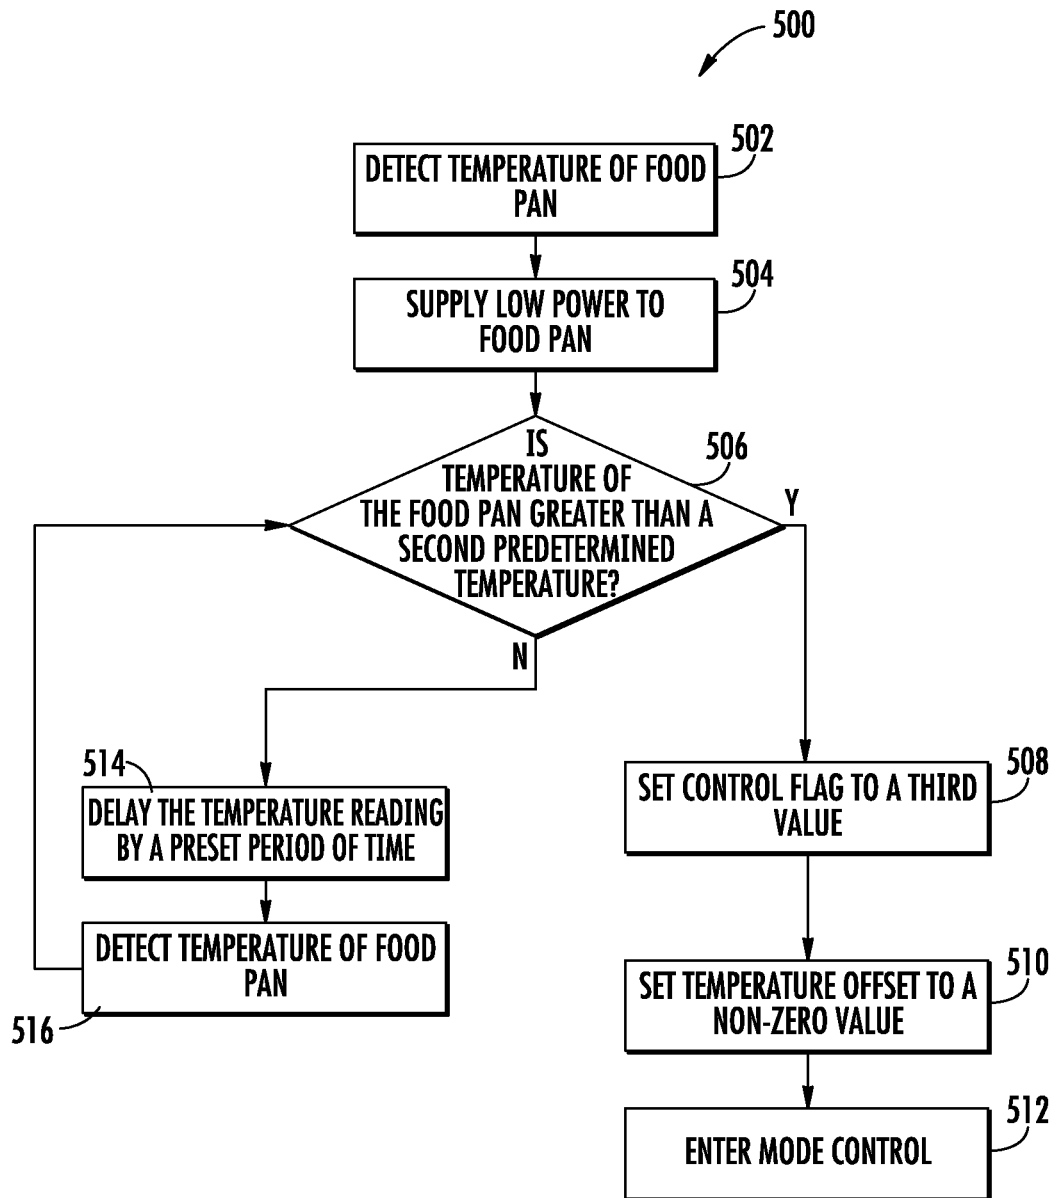 500
502
DETECT TEMPERATURE OF FOOD
PAN
504
SUPPLY LOW POWER TO
FOOD PAN
506
IS
TEMPERATURE OF
THE FOOD PAN GREATER THAN A
SECOND PREDETERMINED
TEMPERATURE?
Y
N
514
DELAY THE TEMPERATURE READING
BY A PRESET PERIOD OF TIME
DETECT TEMPERATURE OF FOOD
PAN
516
508
SET CONTROL FLAG TO A THIRD
VALUE
510
SET TEMPERATURE OFFSET TO A
NON-ZERO VALUE
512
ENTER MODE CONTROL